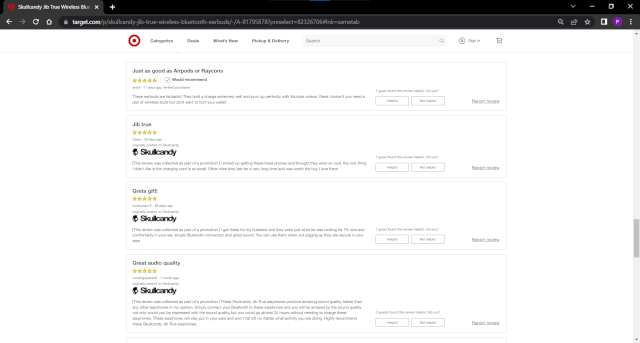 Skullcandy Jib True Wireless Blu
target.com/p/skullcandy-jib-true-wireless-bluetooth-earbuds/-/A-81795878?preselect=82326706#lnk=sametab
Categories
Deals
What's New
Pickup & Delivery
Search
Sign in
Just as good as Airpods or Raycons
Would recommend
artist - 11 days ago, Verified purchaser
These earbuds are fantastic! They hold a charge extremely well and sync up perfectly with Youtube videos. Great choice if you need a
pair of wireless buds but dont want to hurt your wallet
1 guest found this review helpful. Did you?
Helpful
Not helpful
Report review
Jib true
- 23 days ago
originally posted on Skullcandy
Skullcandy
[This review was collected as part of a promotion.] I ended up getting these head phones and thought they were so cool, the only thing
I didn't like is the charging cord is so small. Other wise they last for a very long time and was worth the buy I love them
1 guest found this review helpful. Did you?
Helpful
Not helpful
Report review
Greta gift!
- 28 days ago
originally posted on Skullcandy
Skullcandy
[This review was collected as part of a promotion.] I got these for my husband and they were just what he was looking for. Fit nice and
comfortably in your ear, simple Bluetooth connection and good sound. You can use them when out jogging as they are secure in your
ears
1 guest found this review helpful. Did you?
Helpful
Not helpful
Report review
Great audio quality
- 1 month ago
originally posted on Skullcandy
Skullcandy
[This review was collected as part of a promotion.] These Skullcandy Jib True earphones produce amazing sound quality, better than
any other earphones in my opinion. Simply connect your Bluetooth to these earphones and you will be amazed by the sound quality,
not only would you be impressed with the sound quality, but you could go almost 24 hours without needing to charge these
earphones. These earphones will stay put in your ears and won't fall off, no matter what activity you are doing. Highly recommend
these Skullcandy Jib True earphones.
0 guests found this review helpful. Did you?
Helpful
Not helpful
Report review